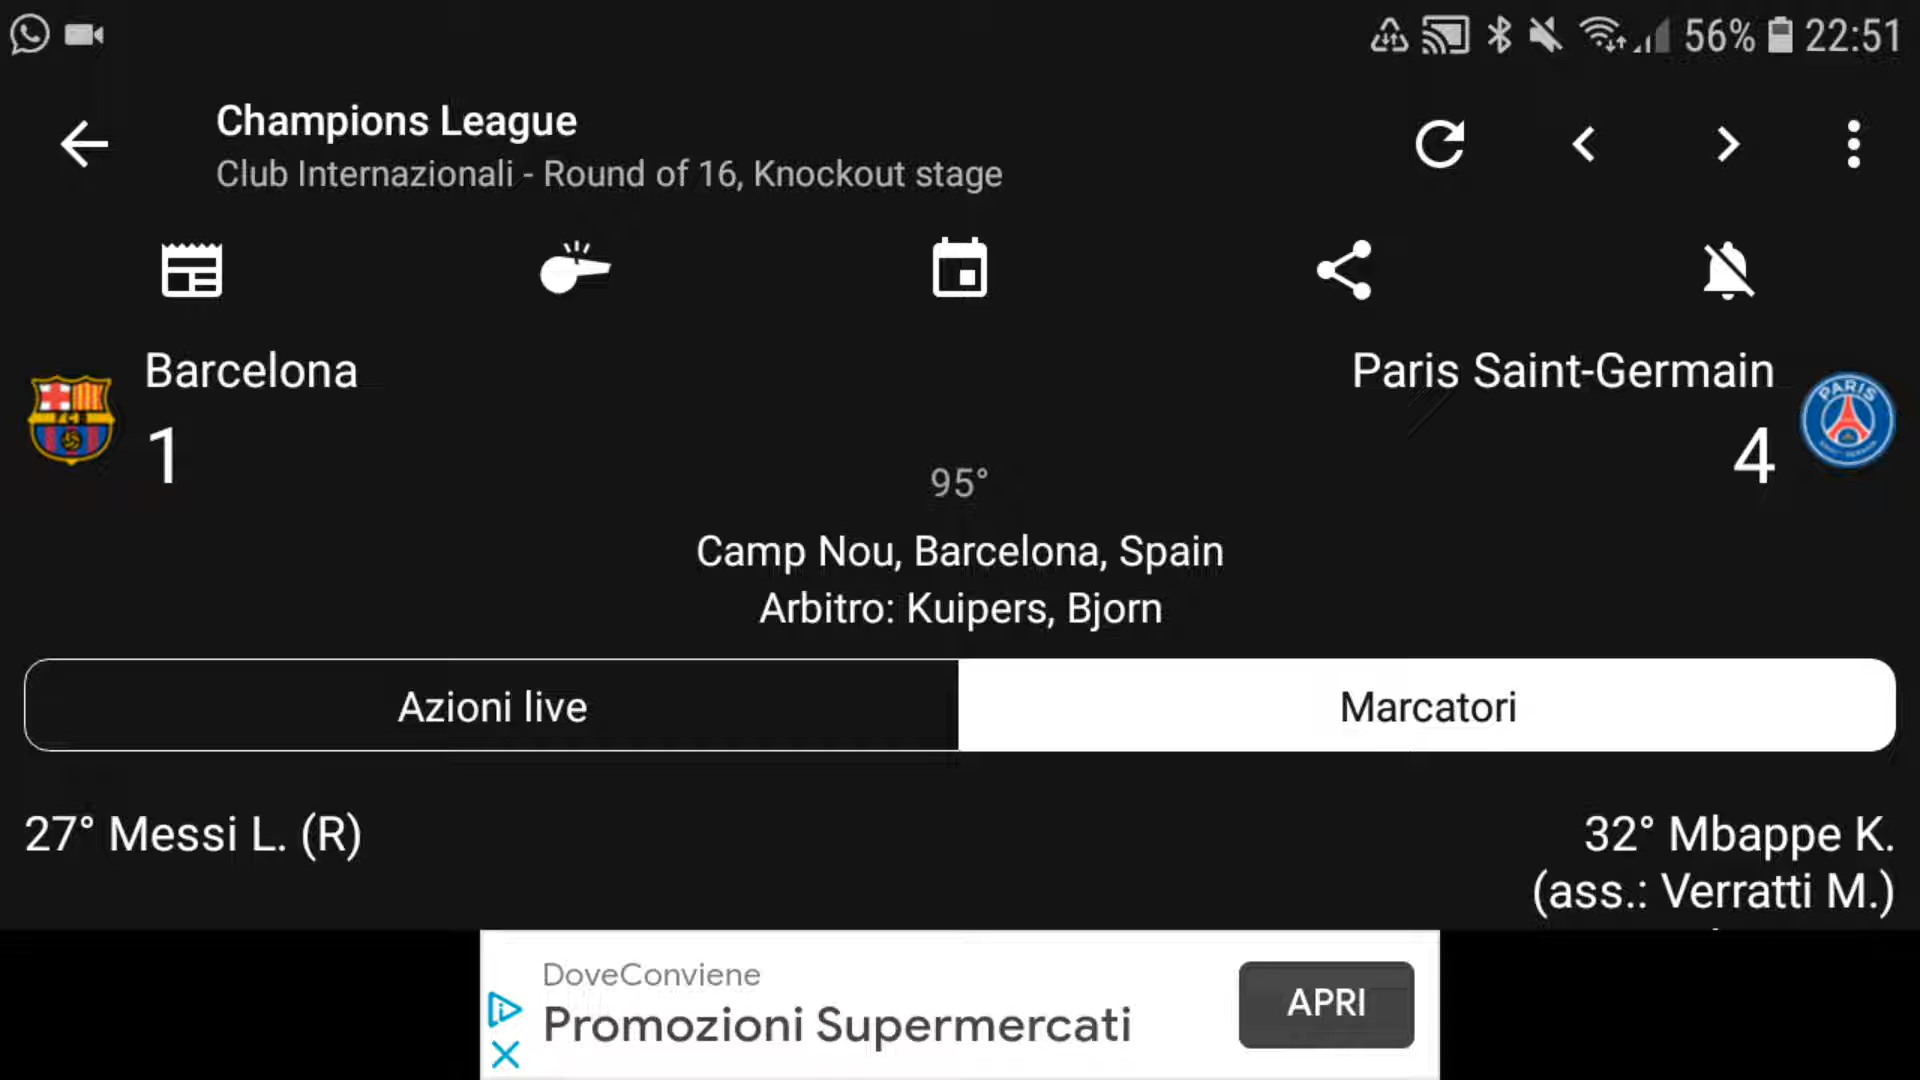 56% 22:51
Champions League
Club Internazionali - Round of 16, Knockout stage
Barcelona
Paris Saint-Germain
1
4
PARIS
95°
Camp Nou, Barcelona, Spain
Arbitro: Kuipers, Bjorn
Azioni live
Marcatori
27° Messi L. (R)
32° Mbappe K.
(ass.: Verratti M.)
DoveConviene
Promozioni Supermercati
APRI